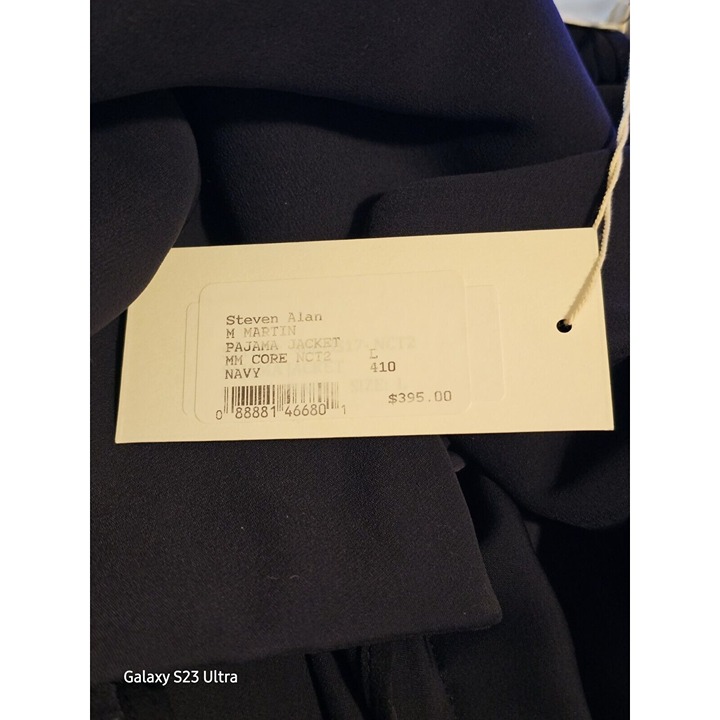 Steven Alan
M MARTIN
PAJAMA JACKET
MM CORE NCT2 L
NAVY 410
0 88881 46680 1
$395.00
Galaxy S23 Ultra